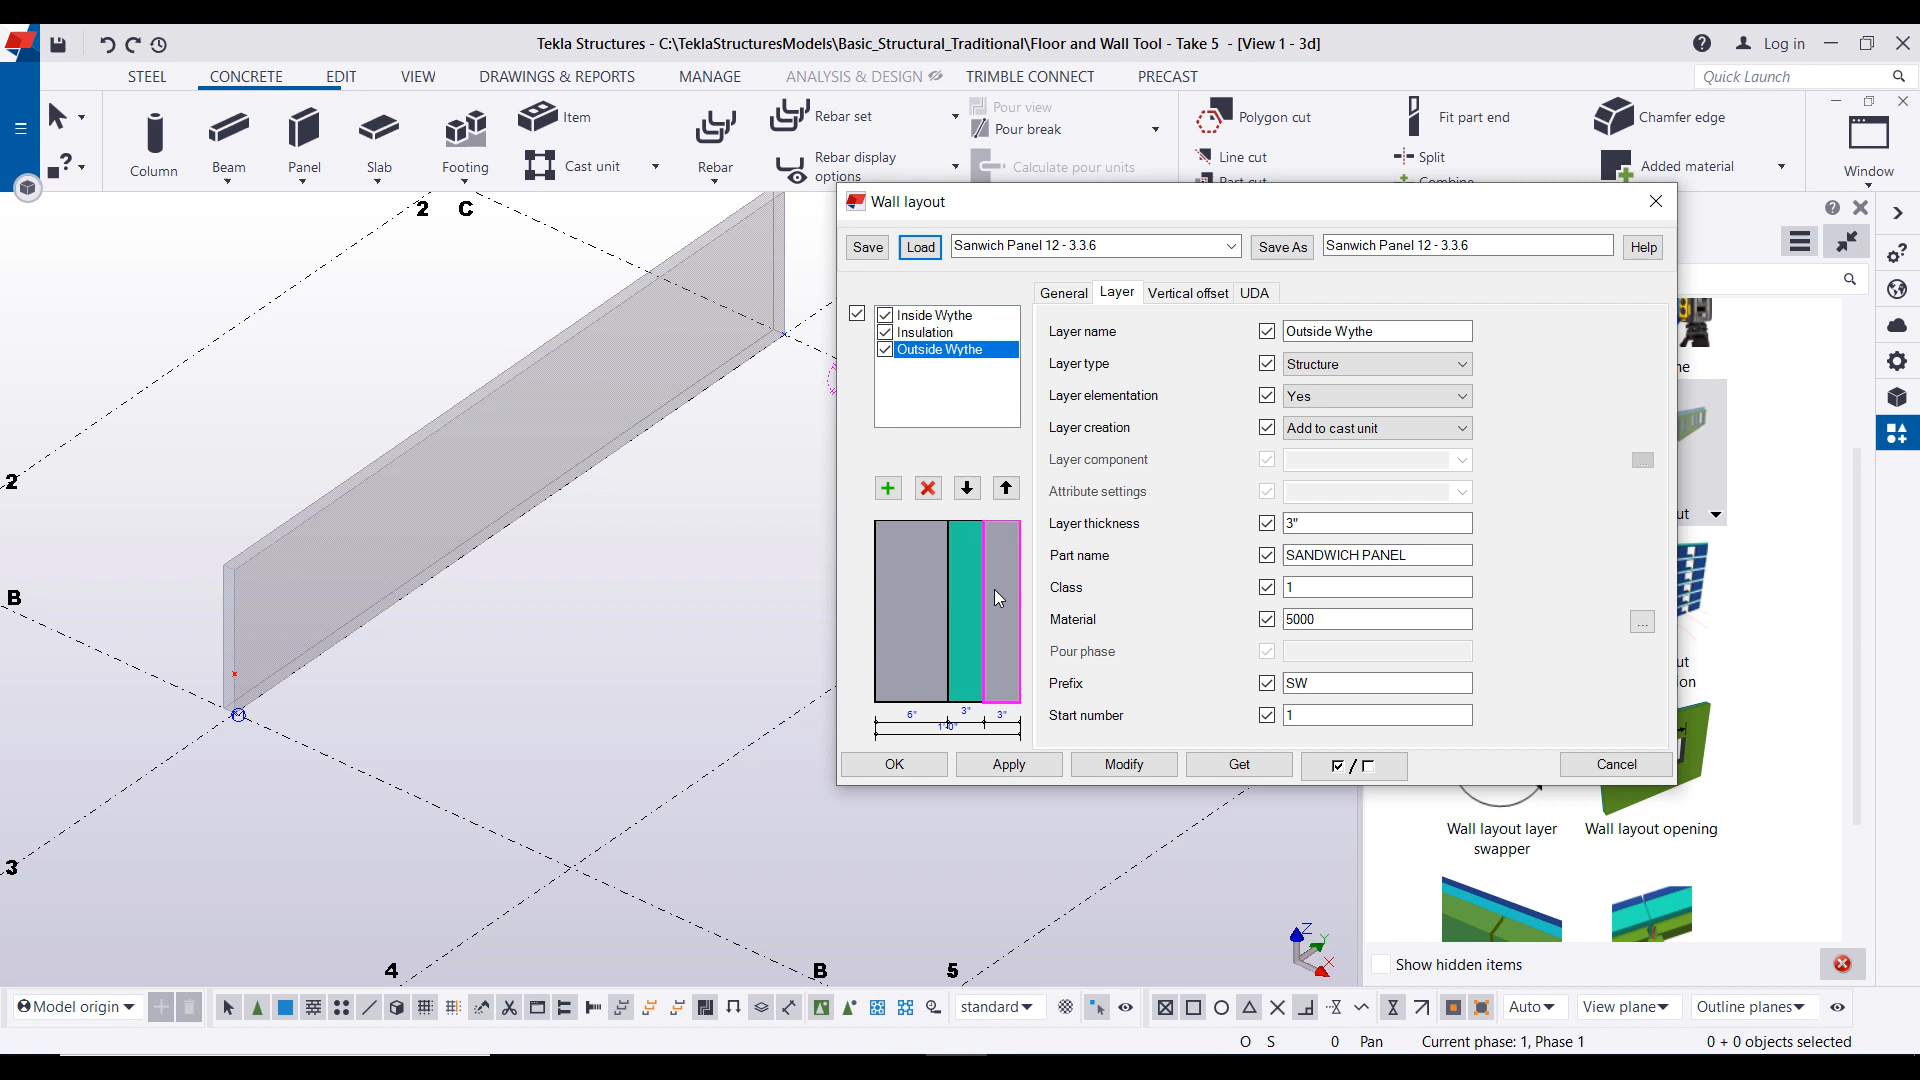 Tekla Structures - C:\TeklaStructuresModels\Basic_Structural_Traditional\Floor and Wall Tool - Take 5 - [View 1 - 3d]
Log in
STEEL CONCRETE EDIT VIEW DRAWINGS & REPORTS MANAGE ANALYSIS & DESIGN TRIMBLE CONNECT PRECAST
Quick Launch
Column
Beam
Panel
Slab
Footing
Item
Cast unit
Rebar
Rebar set
Rebar display
options
Pour view
Pour break
Calculate pour units
Polygon cut
Line cut
Part cut
Fit part end
Split
Combine
Chamfer edge
Added material
Window
2 C
2
B
3
4
B
5
Wall layout
Save
Load
Sanwich Panel 12 - 3.3.6
Save As
Sanwich Panel 12 - 3.3.6
Help
General Layer Vertical offset UDA
Inside Wythe
Insulation
Outside Wythe
Layer name Outside Wythe
Layer type Structure
Layer elementation Yes
Layer creation Add to cast unit
Layer component ...
Attribute settings
Layer thickness 3"
Part name SANDWICH PANEL
Class 1
Material 5000 ...
Pour phase
Prefix SW
Start number 1
6" 3" 3"
1'-0"
OK
Apply
Modify
Get
/
Cancel
ne
ut
ut
on
Wall layout layer
swapper
Wall layout opening
Show hidden items
Z
Y
X
Model origin
standard
Auto
View plane
Outline planes
O S 0 Pan Current phase: 1, Phase 1 0 + 0 objects selected